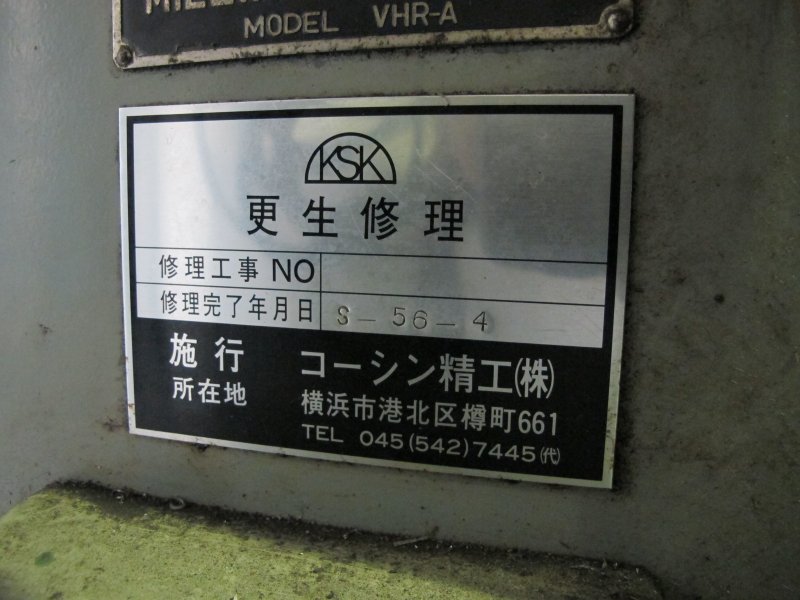 MODEL VHR-A
KSK
更生修理
修理工事 NO
修理完了年月日 S-56-4
施行 コーシン精工(株)
所在地 横浜市港北区樽町661
TEL 045(542)7445(代)